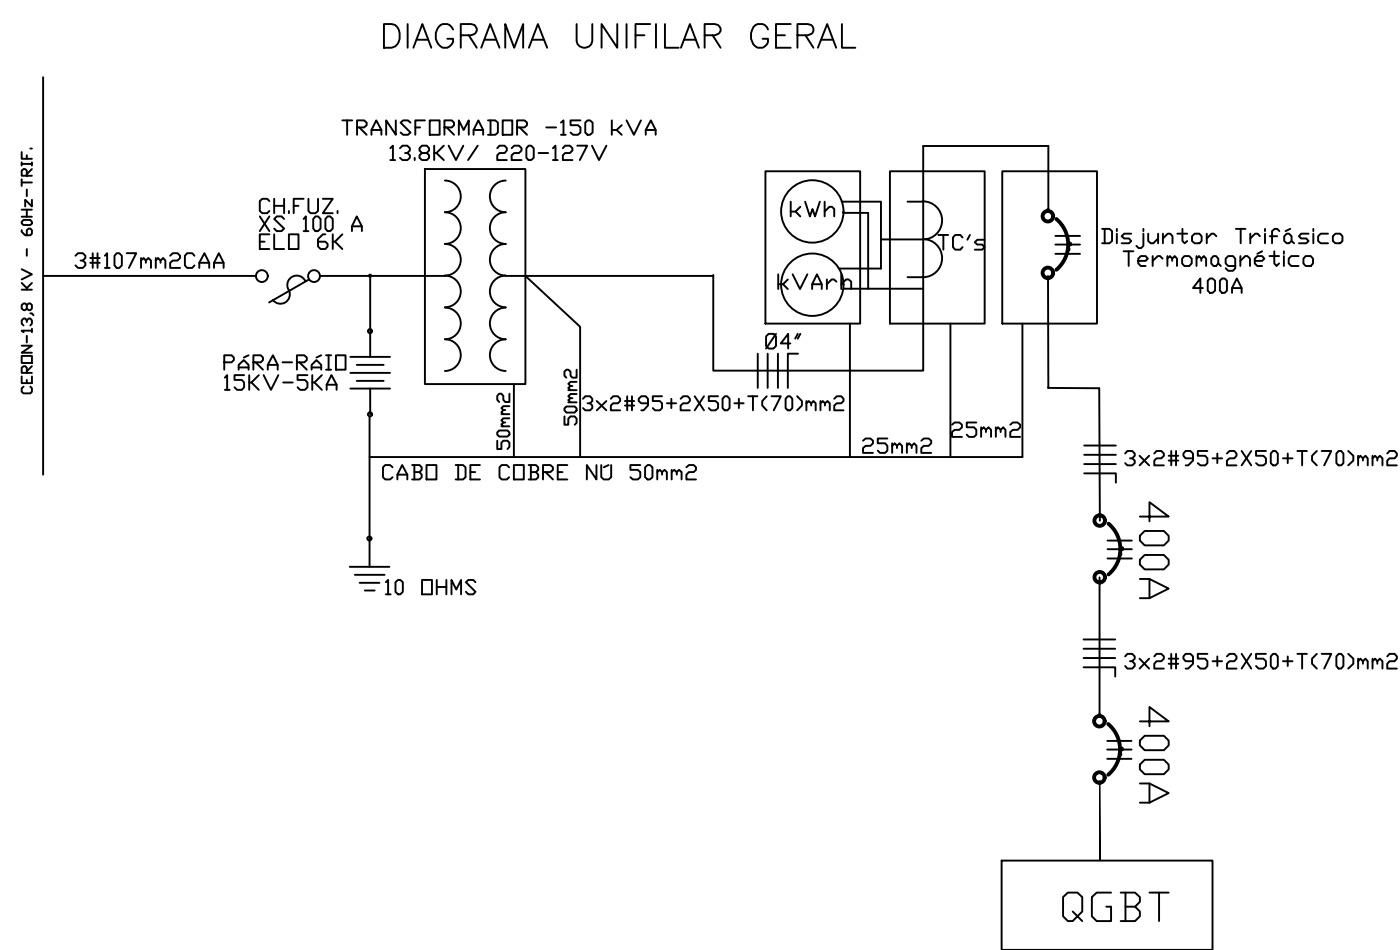 DIAGRAMA UNIFILAR GERAL
CERON-13,8 KV - 60Hz-TRIF.
3#107mm2CAA
CH.FUZ.
XS 100 A
ELO 6K
TRANSFORMADOR -150 kVA
13.8KV/ 220-127V
PáRA-RáIO
15KV-5KA
50mm2
50mm2
kWh
kVArh
TC's
Disjuntor Trifásico
Termomagnético
400A
Ø4"
3x2#95+2X50+T(70)mm2
25mm2
25mm2
CABO DE COBRE NÚ 50mm2
10 OHMS
3x2#95+2X50+T(70)mm2
400A
3x2#95+2X50+T(70)mm2
400A
QGBT